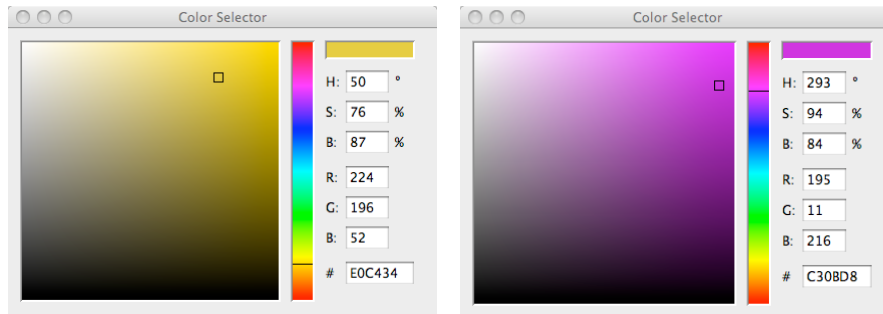 Color Selector
H: 50 °
S: 76 %
B: 87 %
R: 224
G: 196
B: 52
# E0C434
Color Selector
H: 293 °
S: 94 %
B: 84 %
R: 195
G: 11
B: 216
# C30BD8